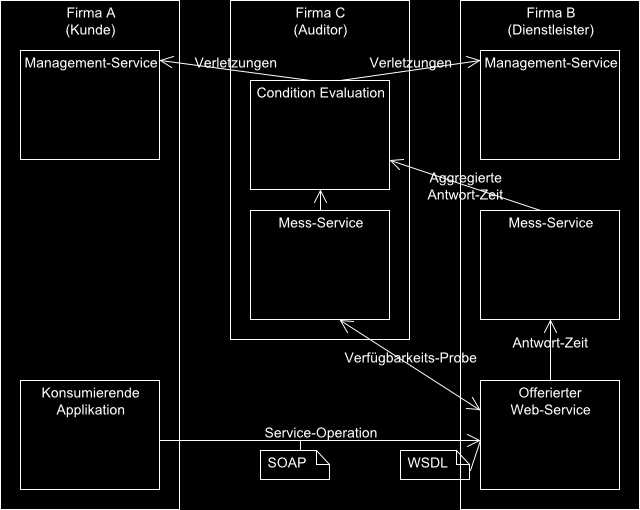 Firma A
(Kunde)
Firma C
(Auditor)
Firma B
(Dienstleister)
Management-Service
Verletzungen
Verletzungen
Management-Service
Condition Evaluation
Aggregierte
Antwort-Zeit
Mess-Service
Mess-Service
Antwort-Zeit
Verfügbarkeits-Probe
Konsumierende
Applikation
Offerierter
Web-Service
Service-Operation
SOAP
WSDL